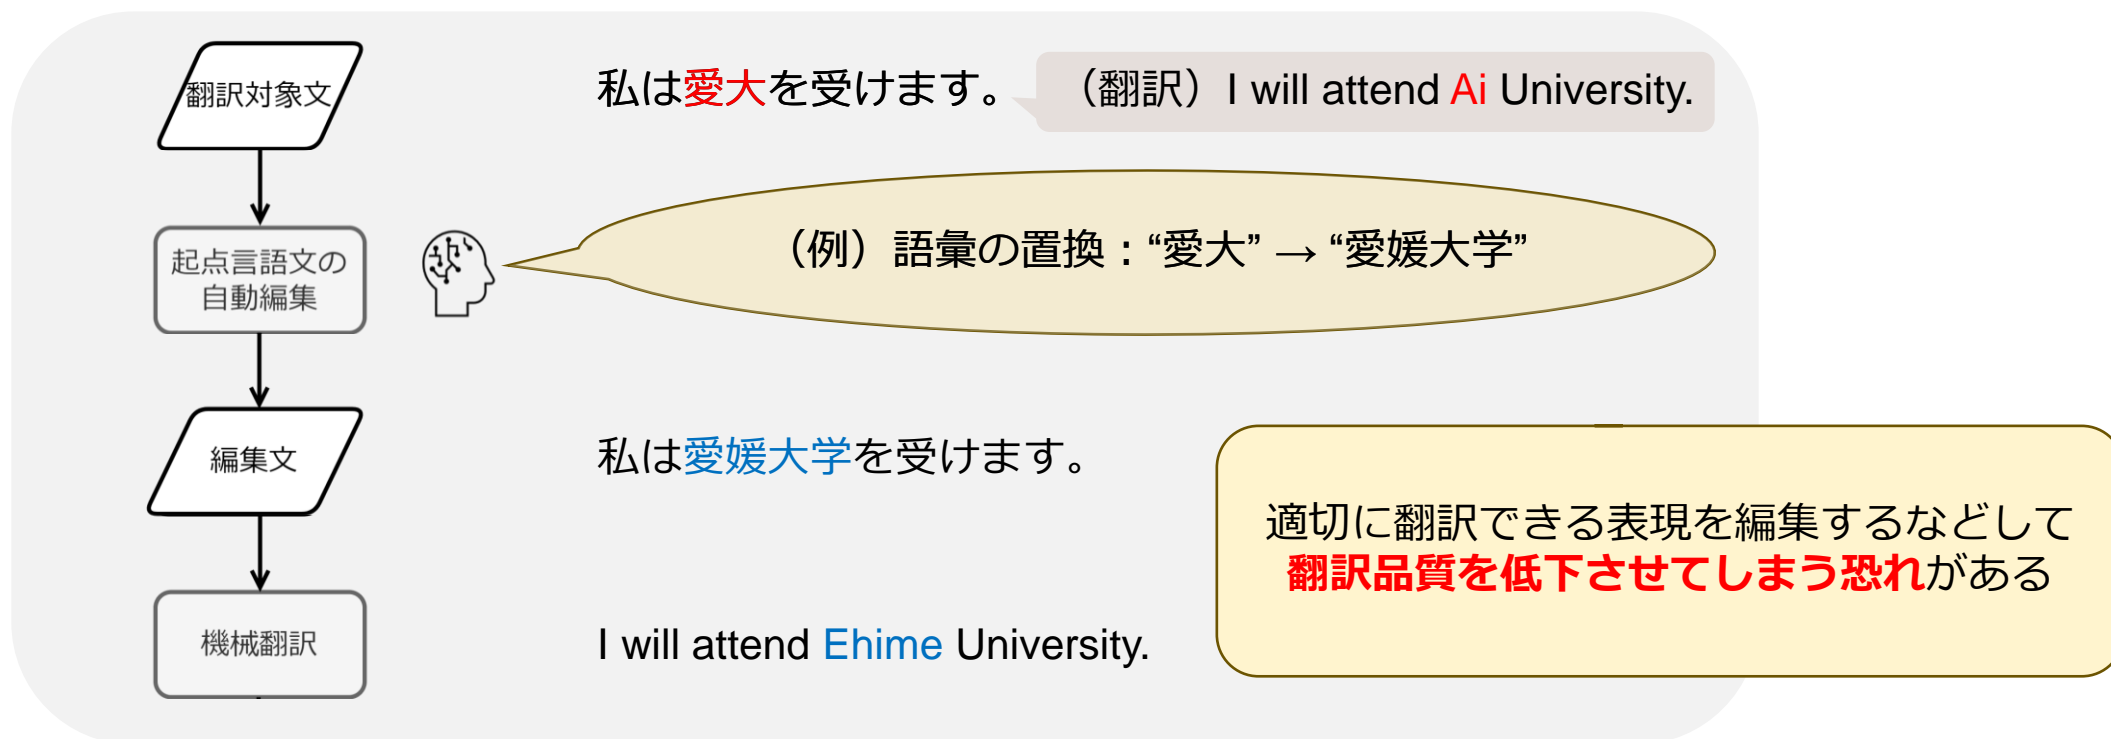 翻訳対象文
私は愛大を受けます。
（翻訳）I will attend Ai University.
起点言語文の
自動編集
（例）語彙の置換：“愛大” → “愛媛大学”
編集文
私は愛媛大学を受けます。
適切に翻訳できる表現を編集するなどして
翻訳品質を低下させてしまう恐れがある
機械翻訳
I will attend Ehime University.